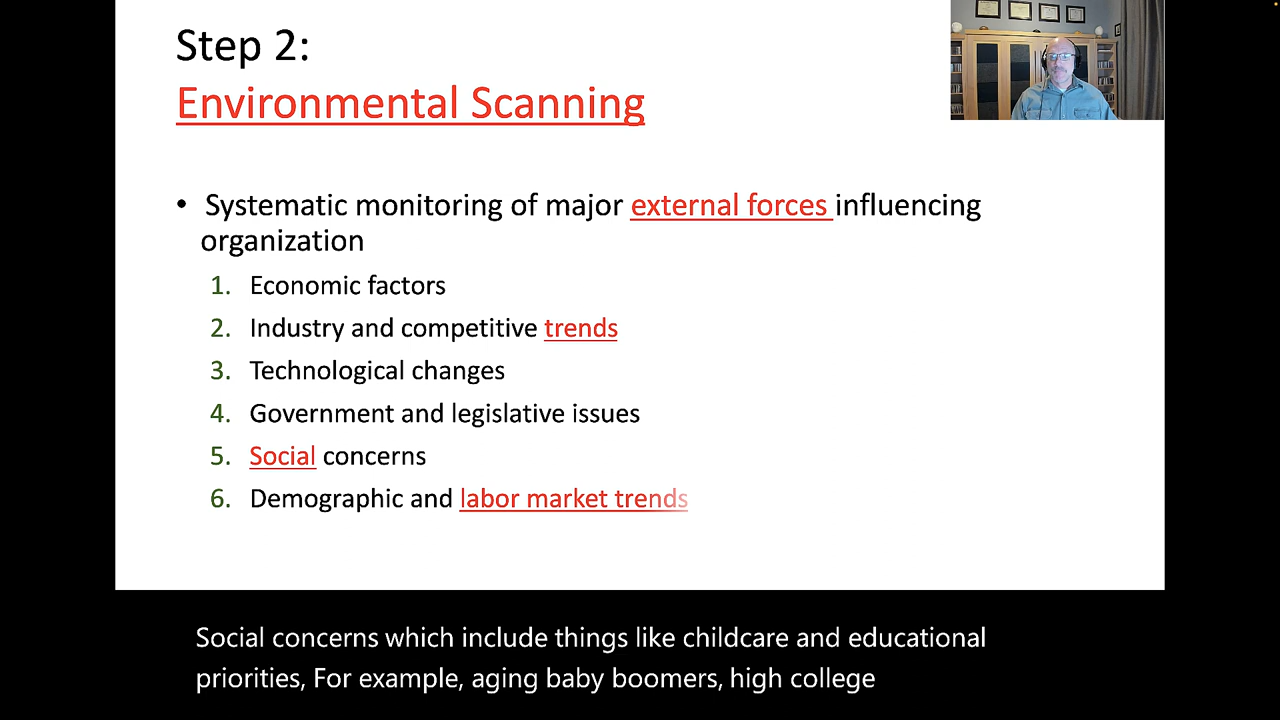 Step 2:
Environmental Scanning
• Systematic monitoring of major external forces influencing
organization
1. Economic factors
2. Industry and competitive trends
3. Technological changes
4. Government and legislative issues
5. Social concerns
6. Demographic and labor market trends
Social concerns which include things like childcare and educational
priorities, For example, aging baby boomers, high college